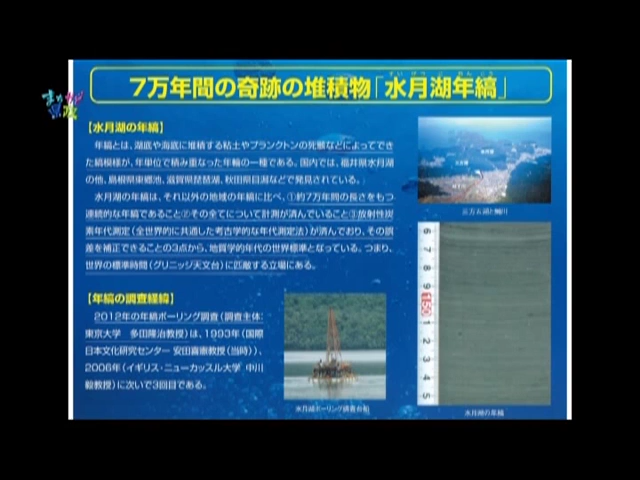 7万年間の奇跡の堆積物「水月湖年縞」
【水月湖の年縞】
年縞とは、湖底や海底に堆積する粘土やプランクトンの死骸などによってでき
た縞模様が、年単位で積み重なった年輪の一種である。国内では、福井県水月湖
の他、島根県東郷池、滋賀県琵琶湖、秋田県目潟などで発見されている。
水月湖の年縞は、それ以外の地域の年縞に比べ、①約7万年間の長さをもつ
連続的な年縞であること②その全てについて計測が済んでいること③放射性炭
素年代測定(全世界的に共通した考古学的な年代測定法)が済んでおり、その誤
差を補正できることの3点から、地質学的年代の世界標準となっている。つまり、
世界の標準時間(グリニッジ天文台)に匹敵する立場にある。
三方五湖と鰣川
【年縞の調査経緯】
2012年の年縞ボーリング調査(調査主体:
東京大学 多田隆治教授)は、1993年(国際
日本文化研究センター 安田喜憲教授(当時))、
2006年(イギリス・ニューカッスル大学 中川
毅教授)に次いで3回目である。
水月湖ボーリング調査台船
6
7
8
9
150
1
2
3
4
5
水月湖の年縞